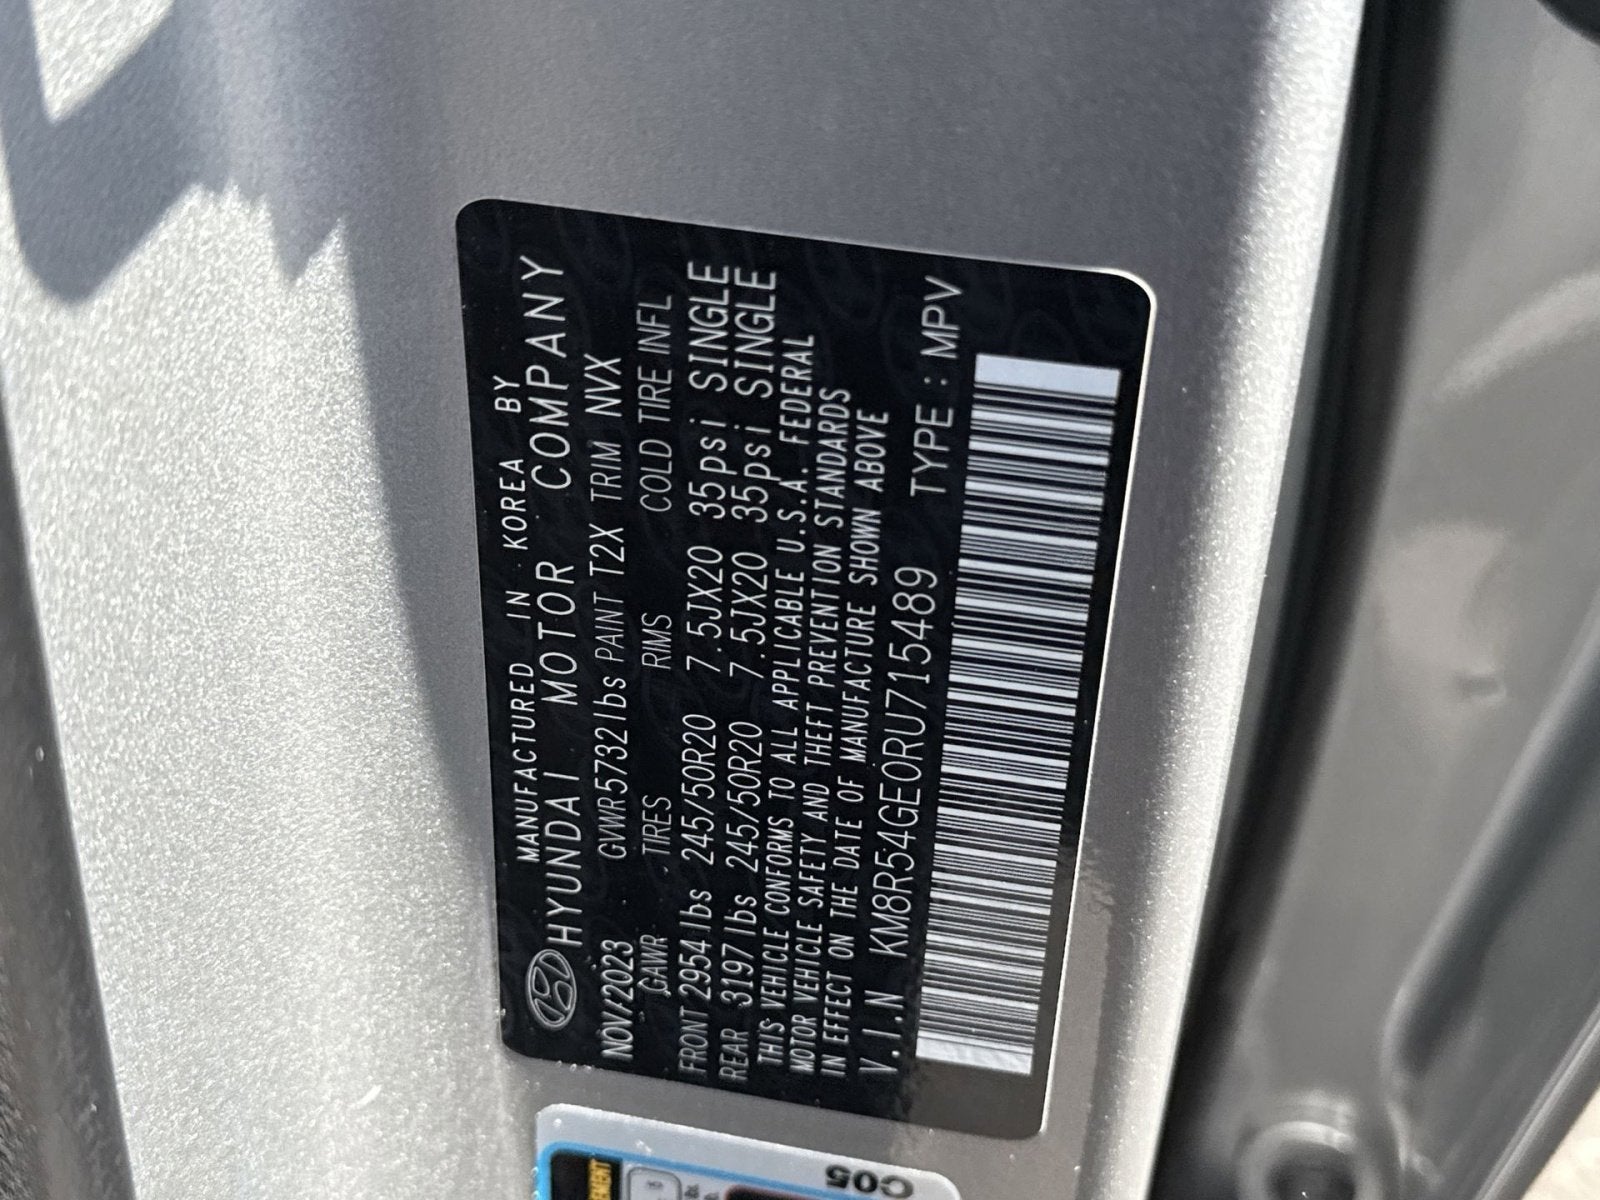 MANUFACTURED IN KOREA BY
HYUNDAI MOTOR COMPANY
NOV/2023 GVWR 5732lbs PAINT T2X TRIM NVX
GAWR TIRES RIMS COLD TIRE INFL
FRONT 2954lbs 245/50R20 7.5JX20 35psi SINGLE
REAR 3197lbs 245/50R20 7.5JX20 35psi SINGLE
THIS VEHICLE CONFORMS TO ALL APPLICABLE U.S.A. FEDERAL
MOTOR VEHICLE SAFETY AND THEFT PREVENTION STANDARDS
IN EFFECT ON THE DATE OF MANUFACTURE SHOWN ABOVE
V.I.N KM8R54GE0RU715489 TYPE : MPV
C05